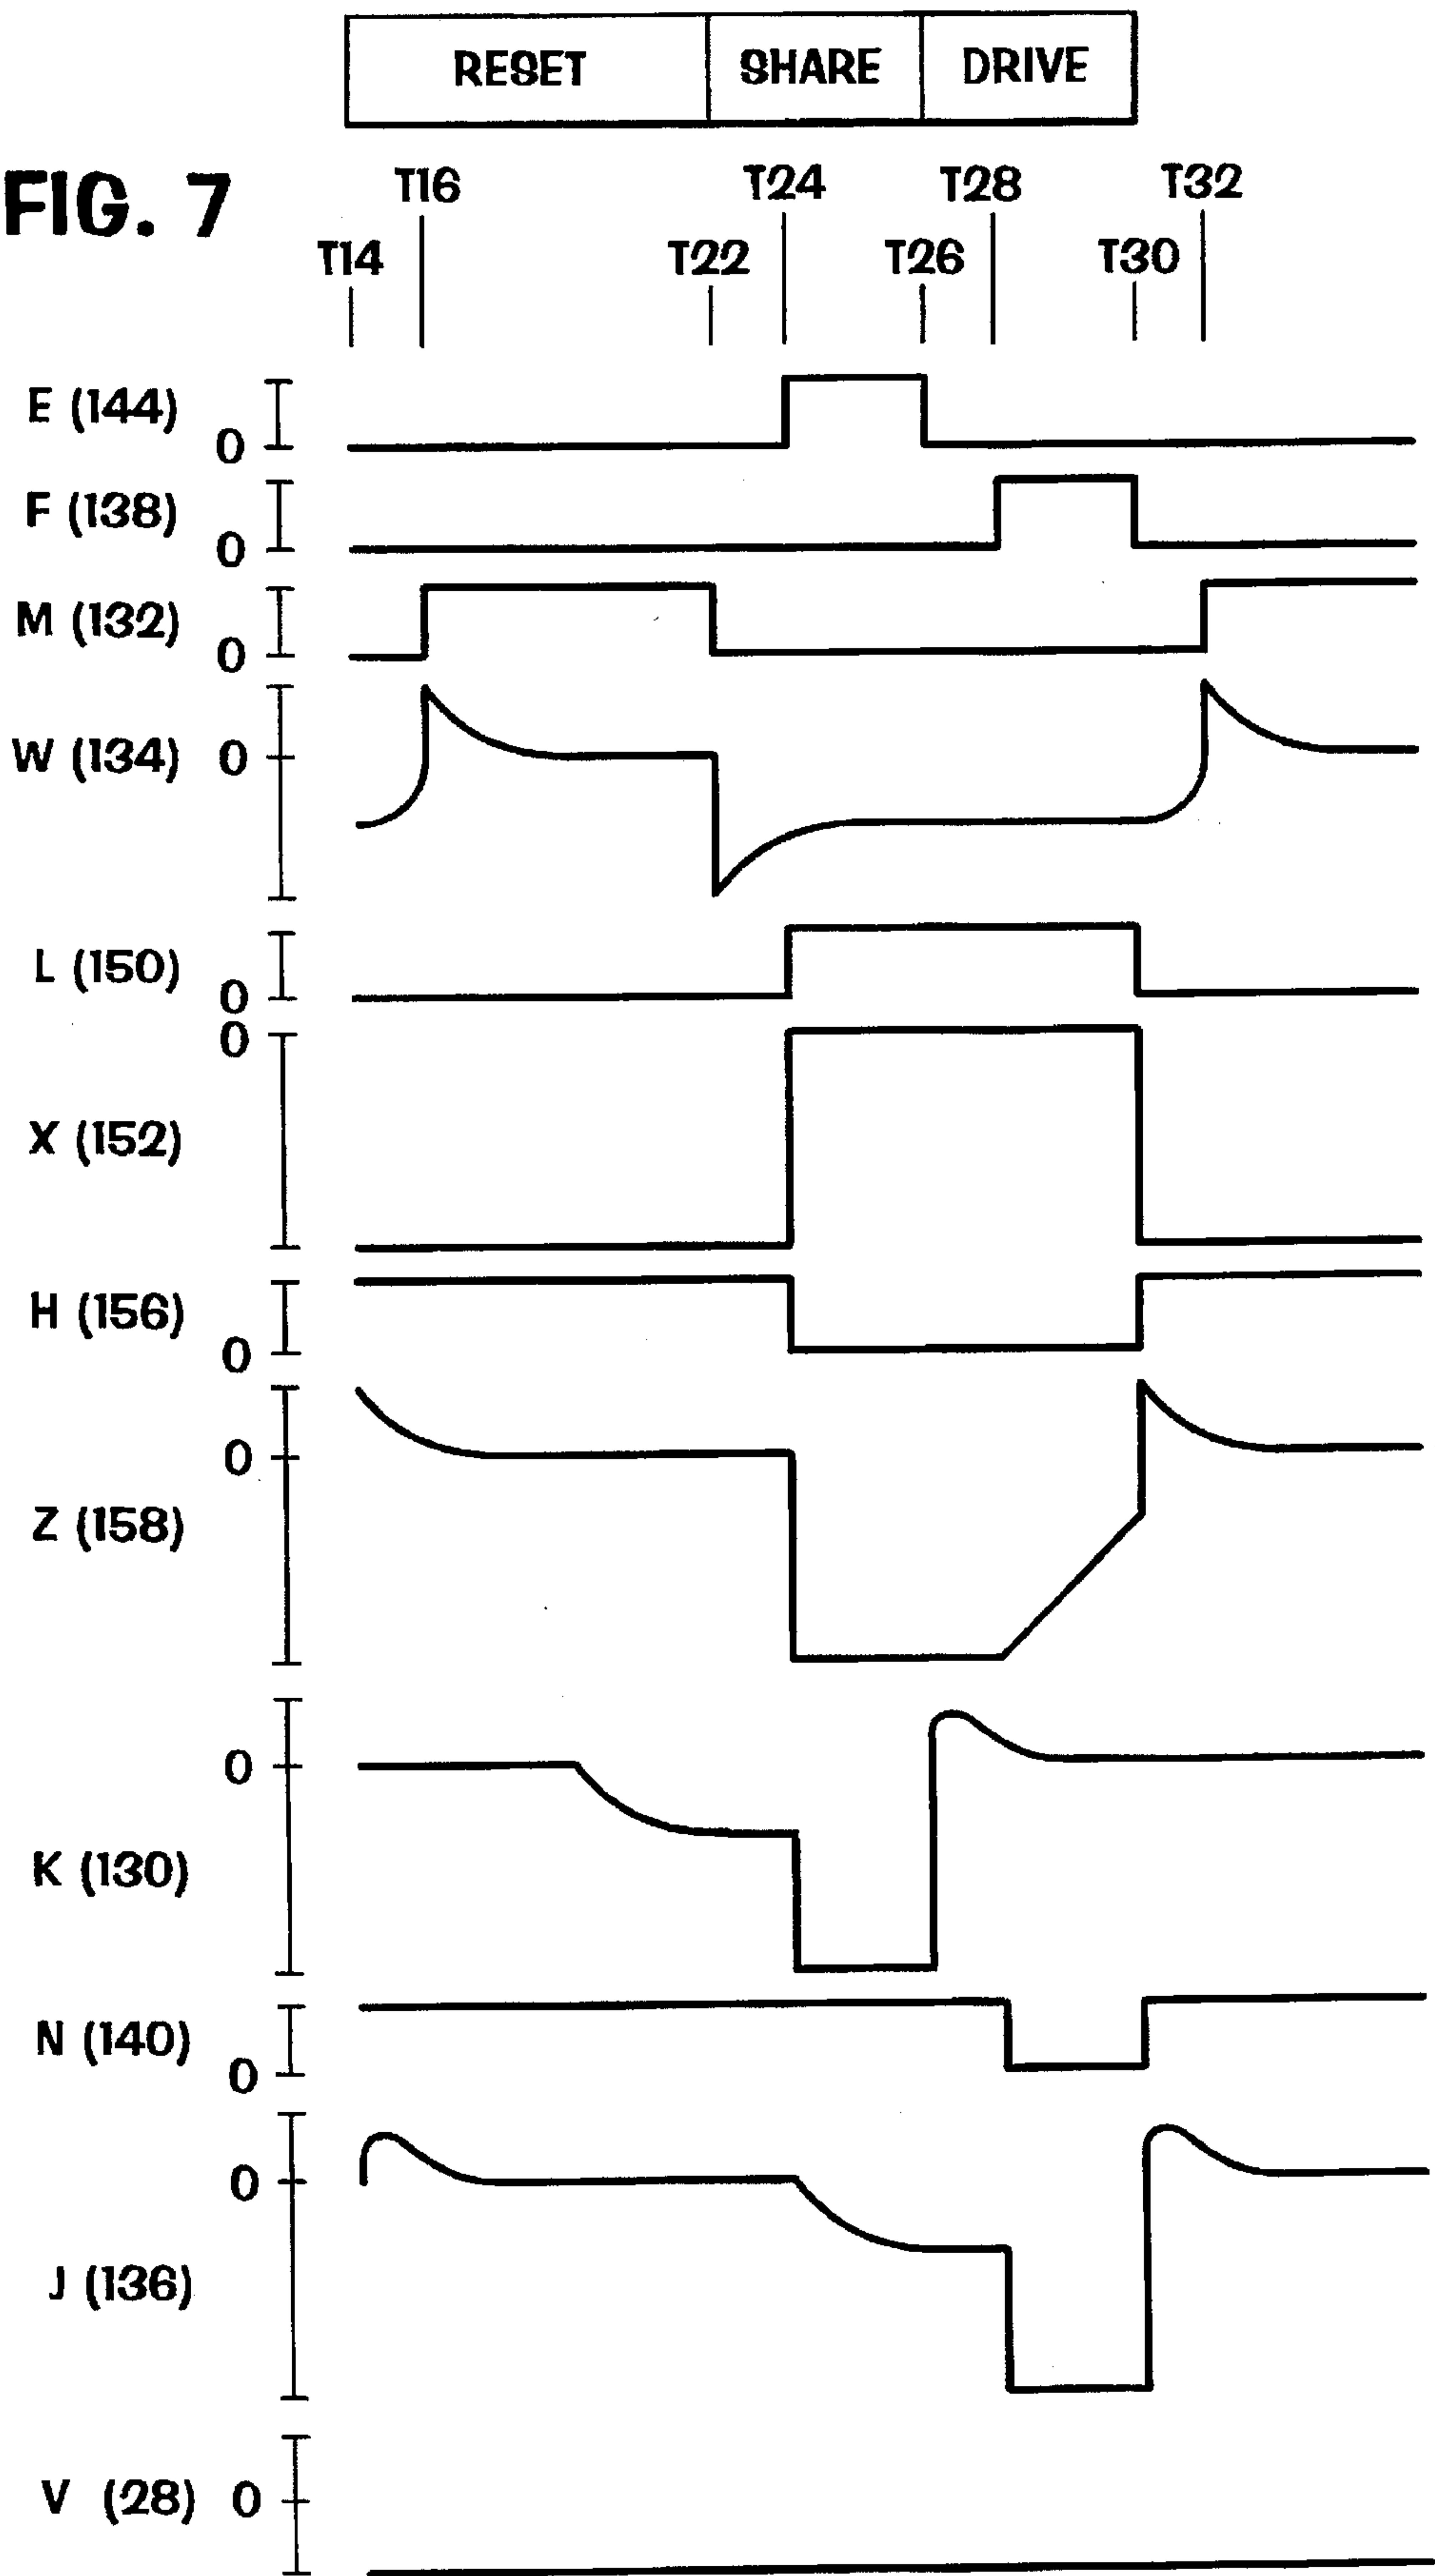 RESET SHARE DRIVE
FIG. 7
T16 T24 T28 T32
T14 T22 T26 T30
E (144) 0
F (138) 0
M (132) 0
W (134) 0
L (150) 0
X (152) 0
H (156) 0
Z (158) 0
K (130) 0
N (140) 0
J (136) 0
V (28) 0